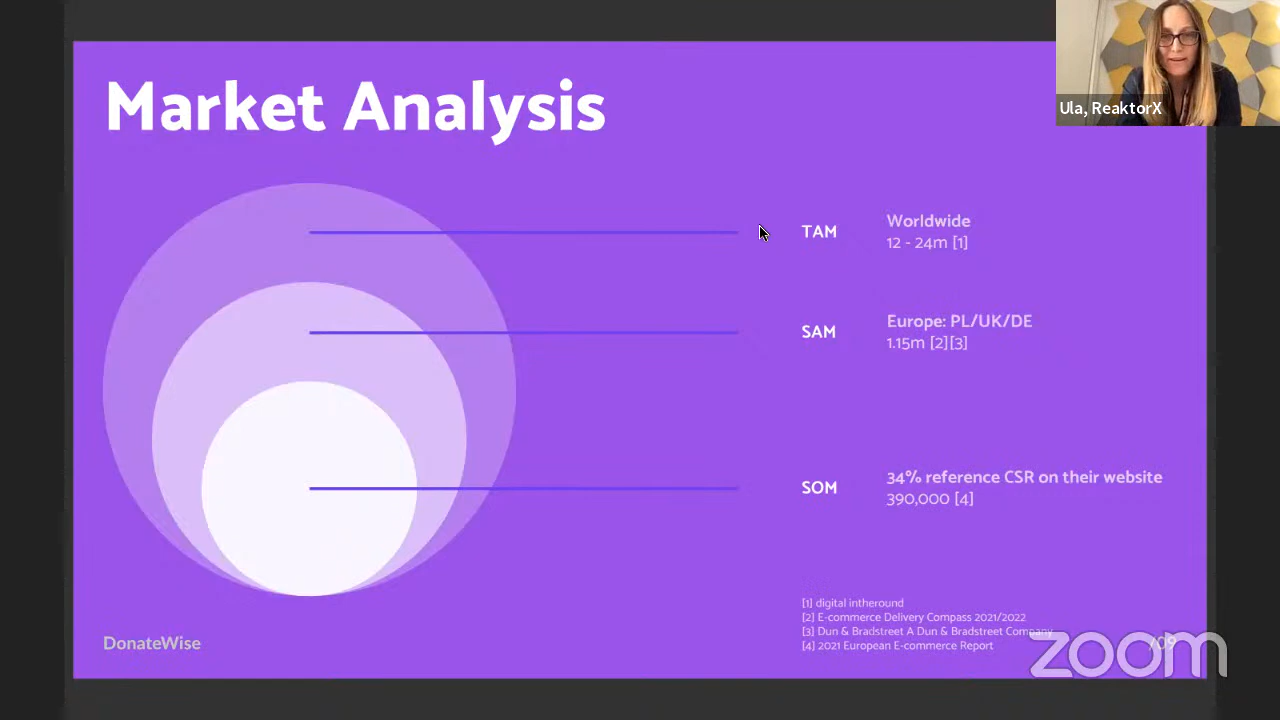 Market Analysis
Ula, ReaktorX
TAM
Worldwide
12 - 24m [1]
SAM
Europe: PL/UK/DE
1.15m [2][3]
SOM
34% reference CSR on their website
390,000 [4]
[1] digital intheround
[2] E-commerce Delivery Compass 2021/2022
[3] Dun & Bradstreet A Dun & Bradstreet Company
[4] 2021 European E-commerce Report
DonateWise
/09
zoom